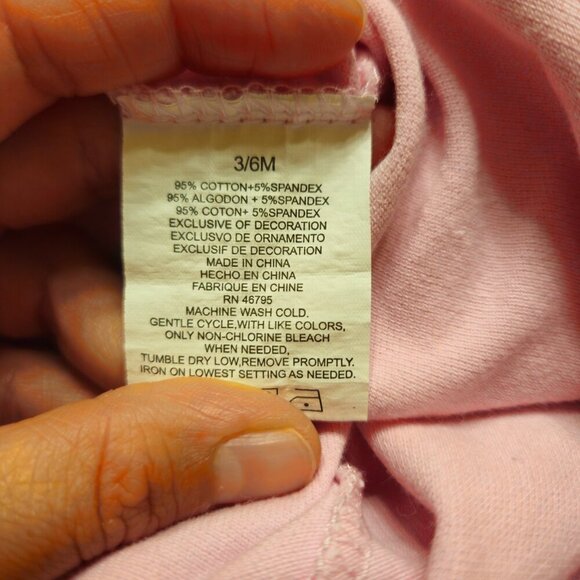 3/6M
95% COTTON+5%SPANDEX
95% ALGODON + 5%SPANDEX
95% COTON+ 5%SPANDEX
EXCLUSIVE OF DECORATION
EXCLUSVO DE ORNAMENTO
EXCLUSIF DE DECORATION
MADE IN CHINA
HECHO EN CHINA
FABRIQUE EN CHINE
RN 46795
MACHINE WASH COLD.
GENTLE CYCLE,WITH LIKE COLORS,
ONLY NON-CHLORINE BLEACH
WHEN NEEDED,
TUMBLE DRY LOW,REMOVE PROMPTLY.
IRON ON LOWEST SETTING AS NEEDED.